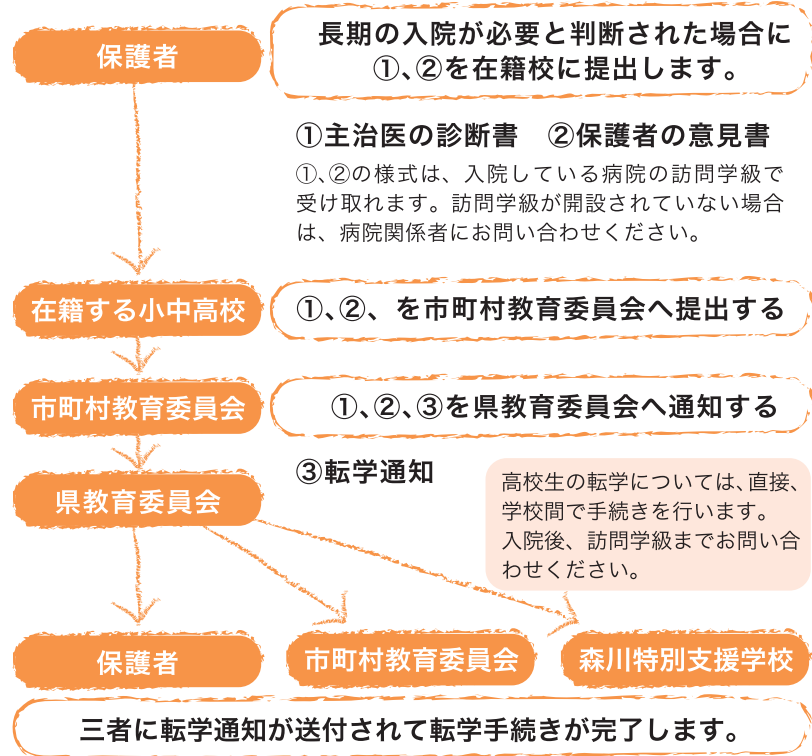 保護者
長期の入院が必要と判断された場合に
①、②を在籍校に提出します。
①主治医の診断書　②保護者の意見書
①、②の様式は、入院している病院の訪問学級で
受け取れます。訪問学級が開設されていない場合
は、病院関係者にお問い合わせください。
在籍する小中高校
①、②、を市町村教育委員会へ提出する
市町村教育委員会
①、②、③を県教育委員会へ通知する
③転学通知
県教育委員会
高校生の転学については、直接、
学校間で手続きを行います。
入院後、訪問学級までお問い合
わせください。
保護者
市町村教育委員会
森川特別支援学校
三者に転学通知が送付されて転学手続きが完了します。